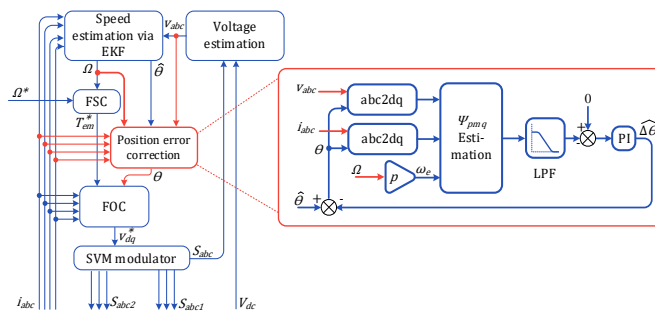 Speed
estimation via
EKF
v_abc
Voltage
estimation
Ω
θ̂
Ω*
FSC
T*_em
Position error
correction
θ
FOC
v*_dq
S_abc
SVM modulator
i_abc
S_abc2
S_abc1
V_dc
v_abc
abc2dq
i_abc
abc2dq
θ
Ω
p
ω_e
θ̂
+
-
Ψ_pmq
Esti-
mation
LPF
0
+
-
PI
Δθ̂